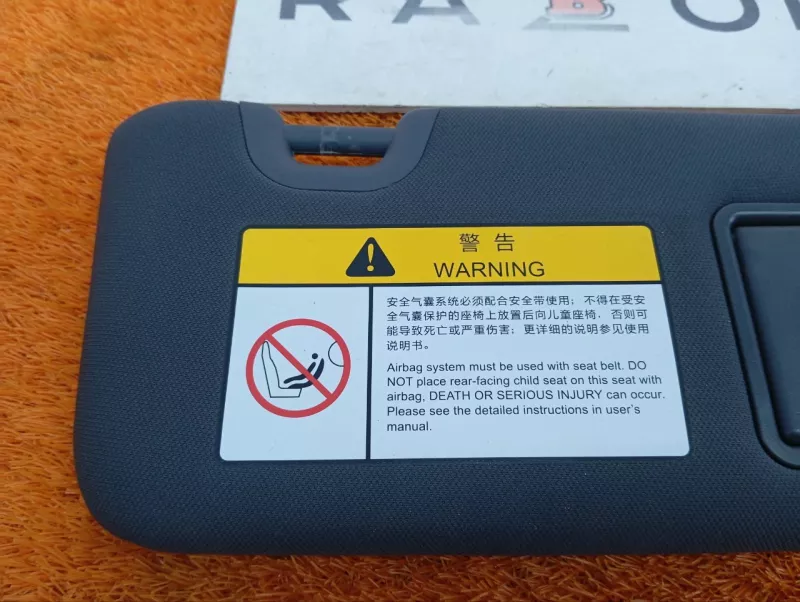 RA B OW
警告
WARNING
安全气囊系统必须配合安全带使用；不得在受安
全气囊保护的座椅上放置后向儿童座椅，否则可
能导致死亡或严重伤害；更详细的说明参见使用
说明书。
Airbag system must be used with seat belt. DO
NOT place rear-facing child seat on this seat with
airbag, DEATH OR SERIOUS INJURY can occur.
Please see the detailed instructions in user`s
manual.